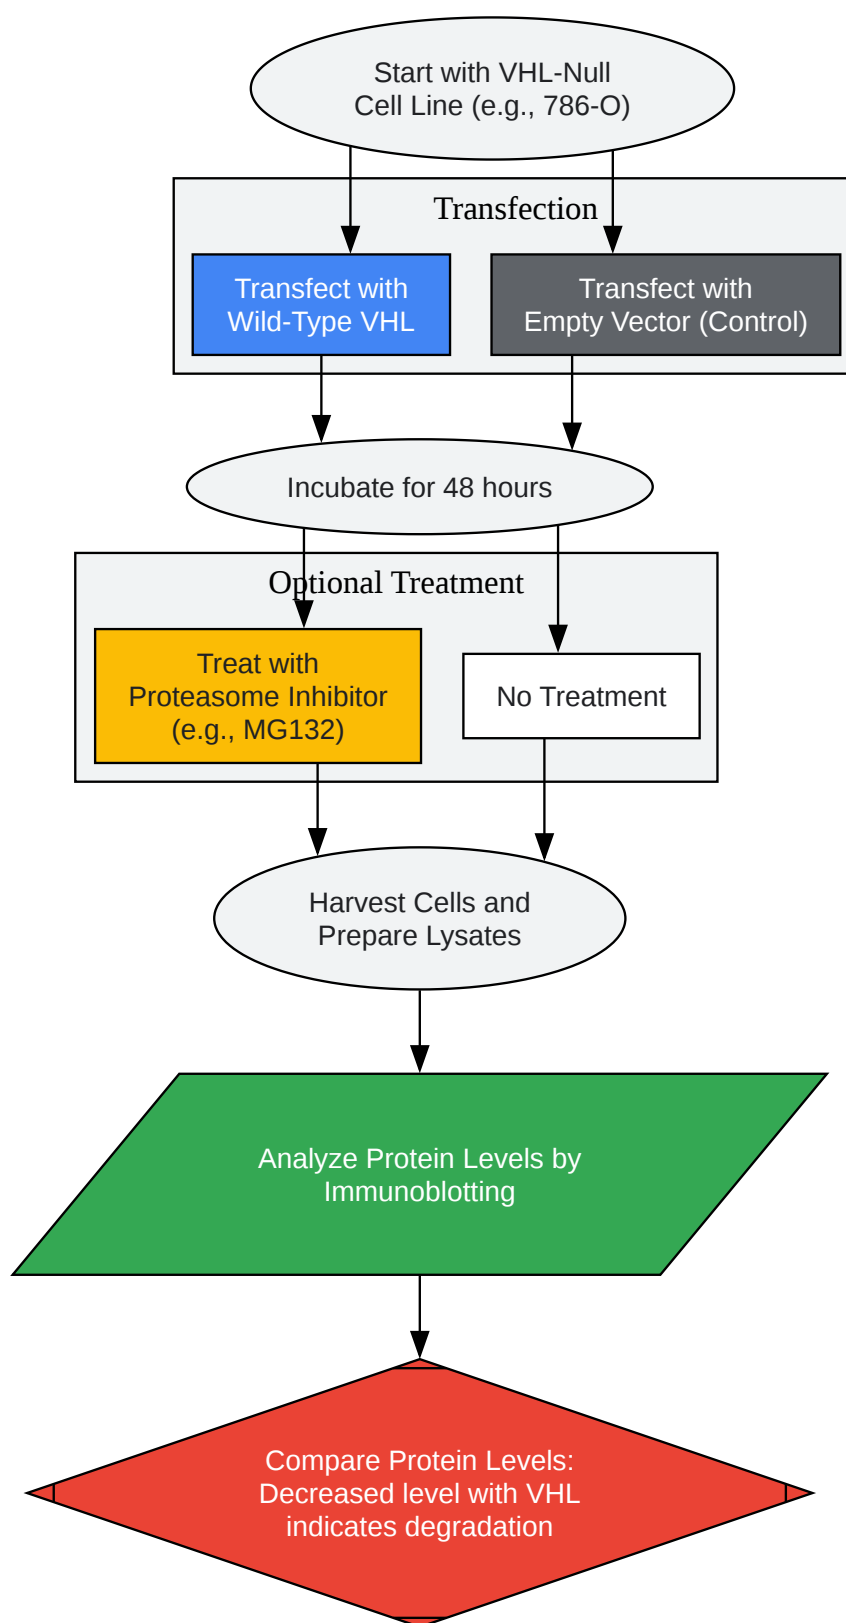 Start with VHL-Null
Cell Line (e.g., 786-O)
Transfection
Transfect with
Wild-Type VHL
Transfect with
Empty Vector (Control)
Incubate for 48 hours
Optional Treatment
Treat with
Proteasome Inhibitor
(e.g., MG132)
No Treatment
Harvest Cells and
Prepare Lysates
Analyze Protein Levels by
Immunoblotting
Compare Protein Levels:
Decreased level with VHL
indicates degradation